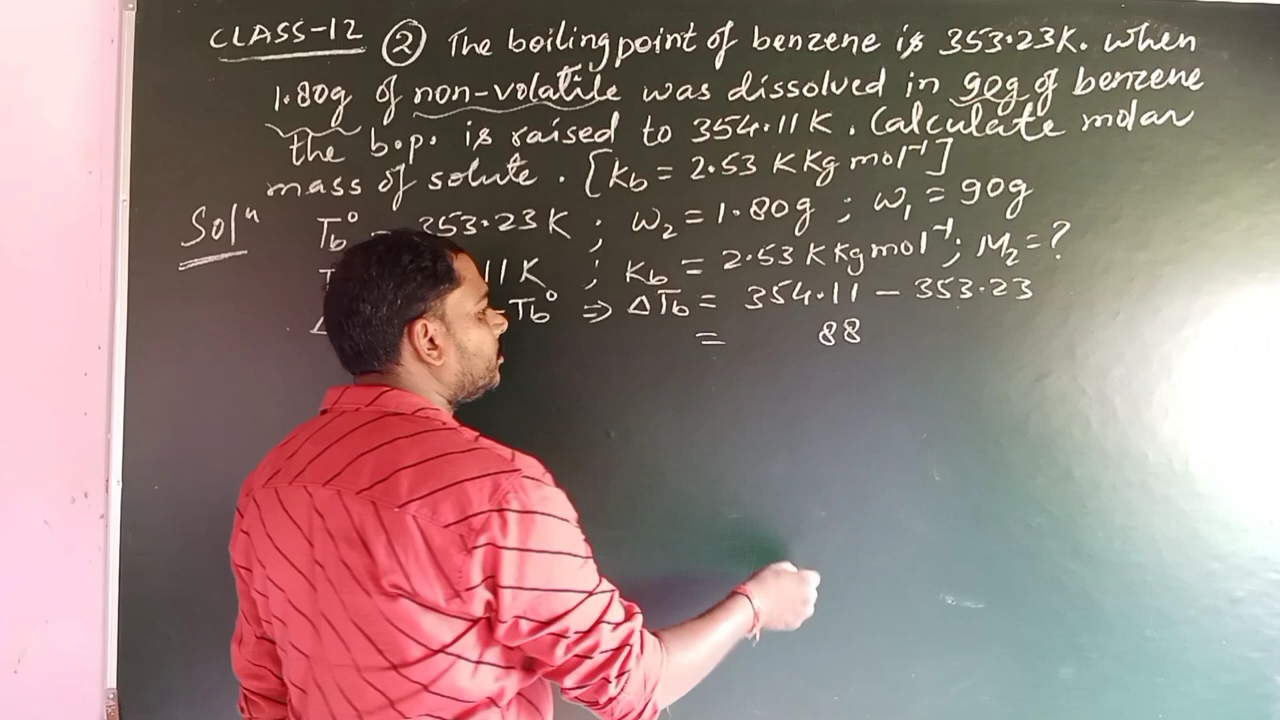 CLASS-12 ② The boiling point of benzene is 353.23K. when
1.80g of non-volatile was dissolved in 90g of benzene
the b.p. is raised to 354.11K. Calculate molar
mass of solute. [Kb = 2.53 K Kg mol⁻¹]
Solⁿ Tb° = 353.23K ; w₂ = 1.80g ; w₁ = 90g
11K ; Kb = 2.53 K Kg mol⁻¹; M₂ = ?
Tb° ⇒ ΔTb = 354.11 - 353.23
= 88